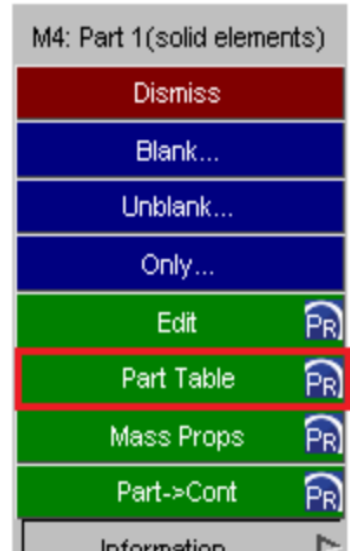 M4: Part 1(solid elements)
Dismiss
Blank...
Unblank...
Only...
Edit PR
Part Table PR
Mass Props PR
Part->Cont PR
Information